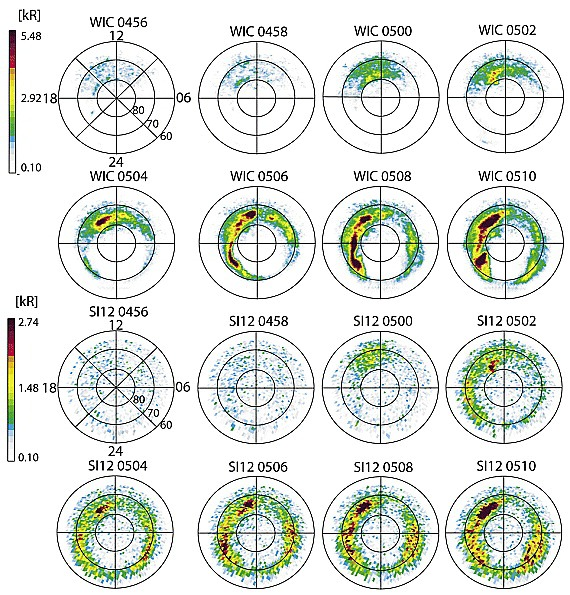 [kR]
5.48
2.92
0.10
WIC 0456
12
18
06
80
70
60
24
WIC 0458
WIC 0500
WIC 0502
WIC 0504
WIC 0506
WIC 0508
WIC 0510
[kR]
2.74
1.48
0.10
SI12 0456
12
18
06
80
70
60
24
SI12 0458
SI12 0500
SI12 0502
SI12 0504
SI12 0506
SI12 0508
SI12 0510